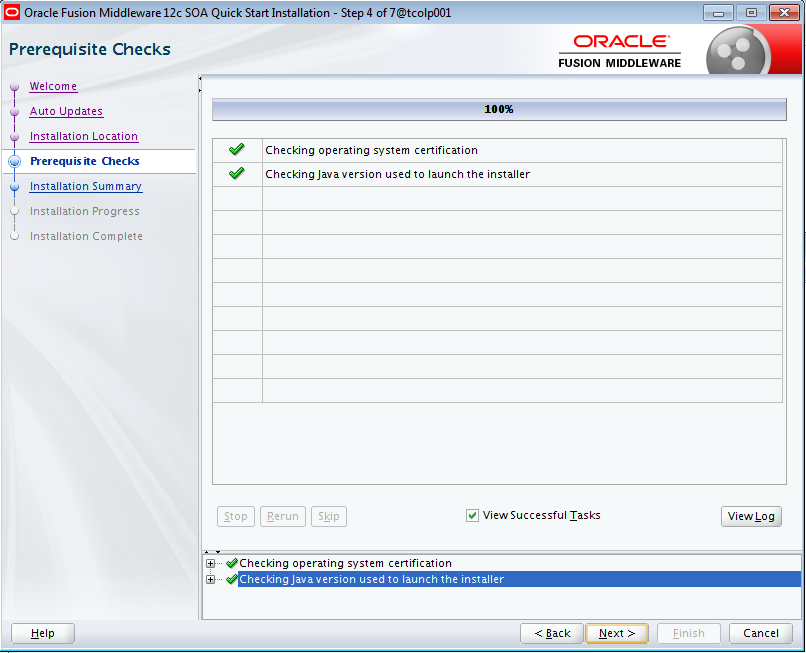 Oracle Fusion Middleware 12c SOA Quick Start Installation - Step 4 of 7@tcolp001
Prerequisite Checks
ORACLE
FUSION MIDDLEWARE
Welcome
Auto Updates
Installation Location
Prerequisite Checks
Installation Summary
Installation Progress
Installation Complete
100%
Checking operating system certification
Checking Java version used to launch the installer
Stop Rerun Skip View Successful Tasks View Log
Checking operating system certification
Checking Java version used to launch the installer
Help < Back Next > Finish Cancel